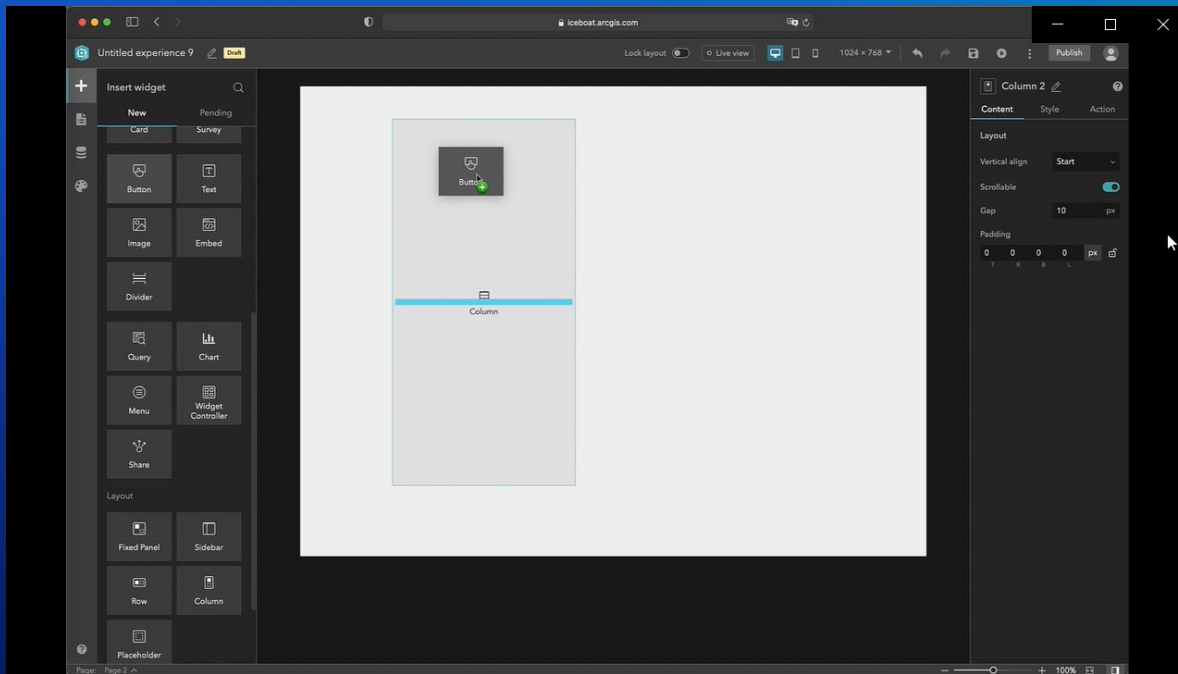 iceboat.arcgis.com
Untitled experience 9
Draft
Lock layout
Live view
1024 × 768
Publish
Insert widget
New
Pending
Card
Survey
Button
Text
Image
Embed
Divider
Query
Chart
Menu
Widget
Controller
Share
Layout
Fixed Panel
Sidebar
Row
Column
Placeholder
Button
Column
Column 2
Content
Style
Action
Layout
Vertical align
Start
Scrollable
Gap
10
px
Padding
0
0
0
0
px
T
R
B
L
Page:
Page 2
100%